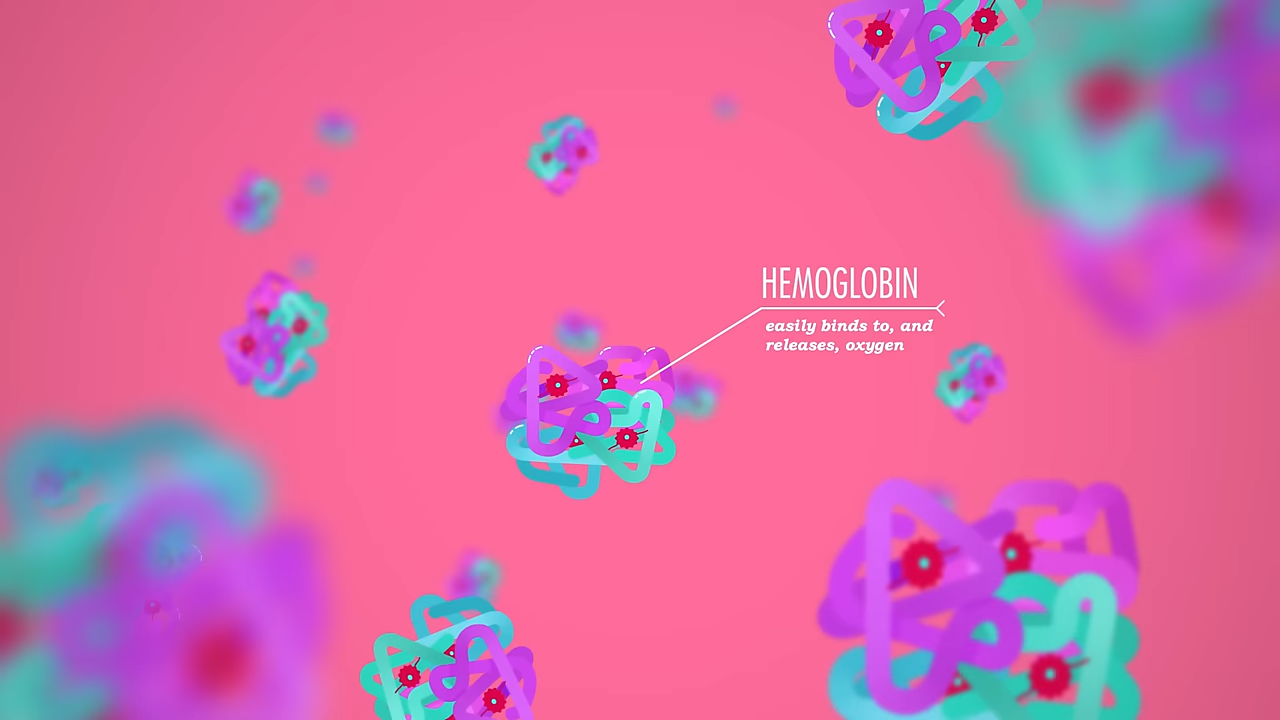 HEMOGLOBIN
easily binds to, and
releases, oxygen